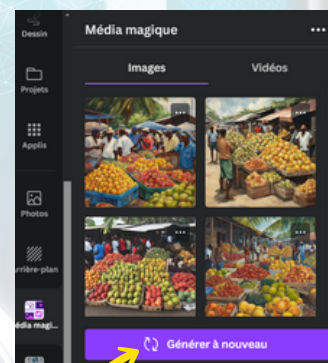 Dessin
Média magique
...
Images
Vidéos
Projets
Applis
Photos
rrière-plan
édia magi...
Générer à nouveau